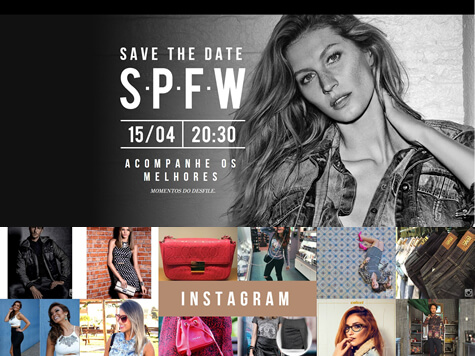 SAVE THE DATE
S·P·F·W
15/04 | 20:30
ACOMPANHE OS
MELHORES
MOMENTOS DO DESFILE.
INSTAGRAM